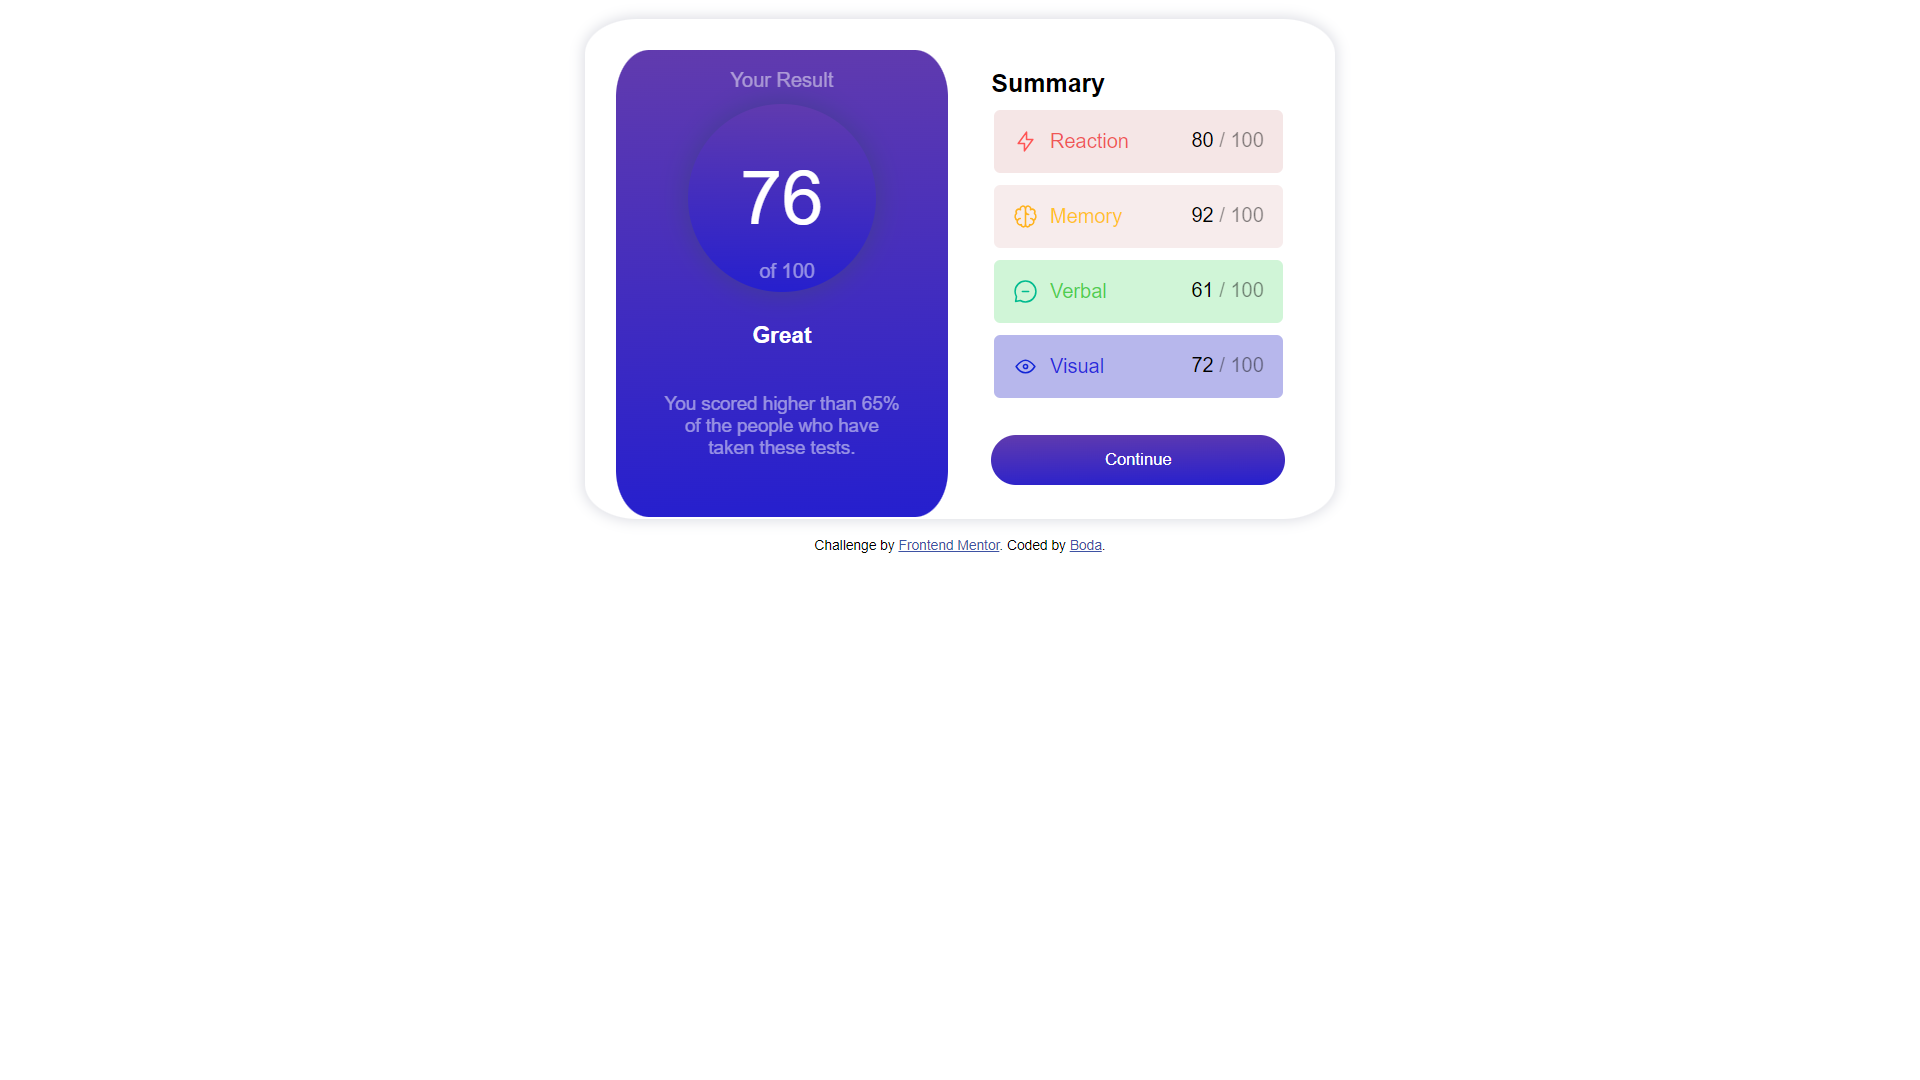 Your Result
76
of 100
Great
You scored higher than 65%
of the people who have
taken these tests.
Summary
Reaction 80 / 100
Memory 92 / 100
Verbal 61 / 100
Visual 72 / 100
Continue
Challenge by Frontend Mentor. Coded by Boda.